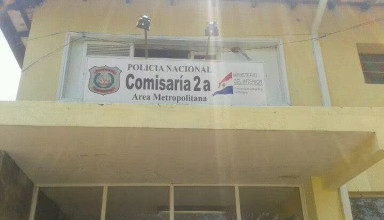 POLICIA NACIONAL
Comisaría 2a
Area Metropolitana